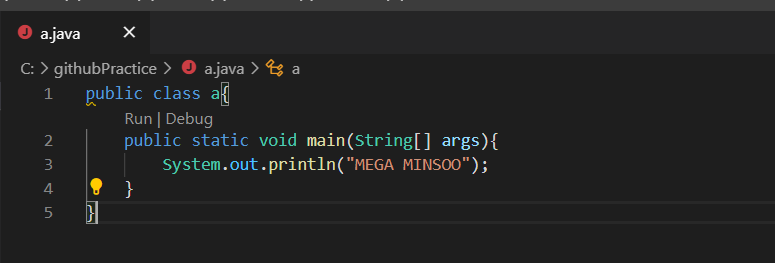 a.java
C: > githubPractice > a.java > a
1 public class a{
Run | Debug
2 public static void main(String[] args){
3 System.out.println("MEGA MINSOO");
4 }
5 }